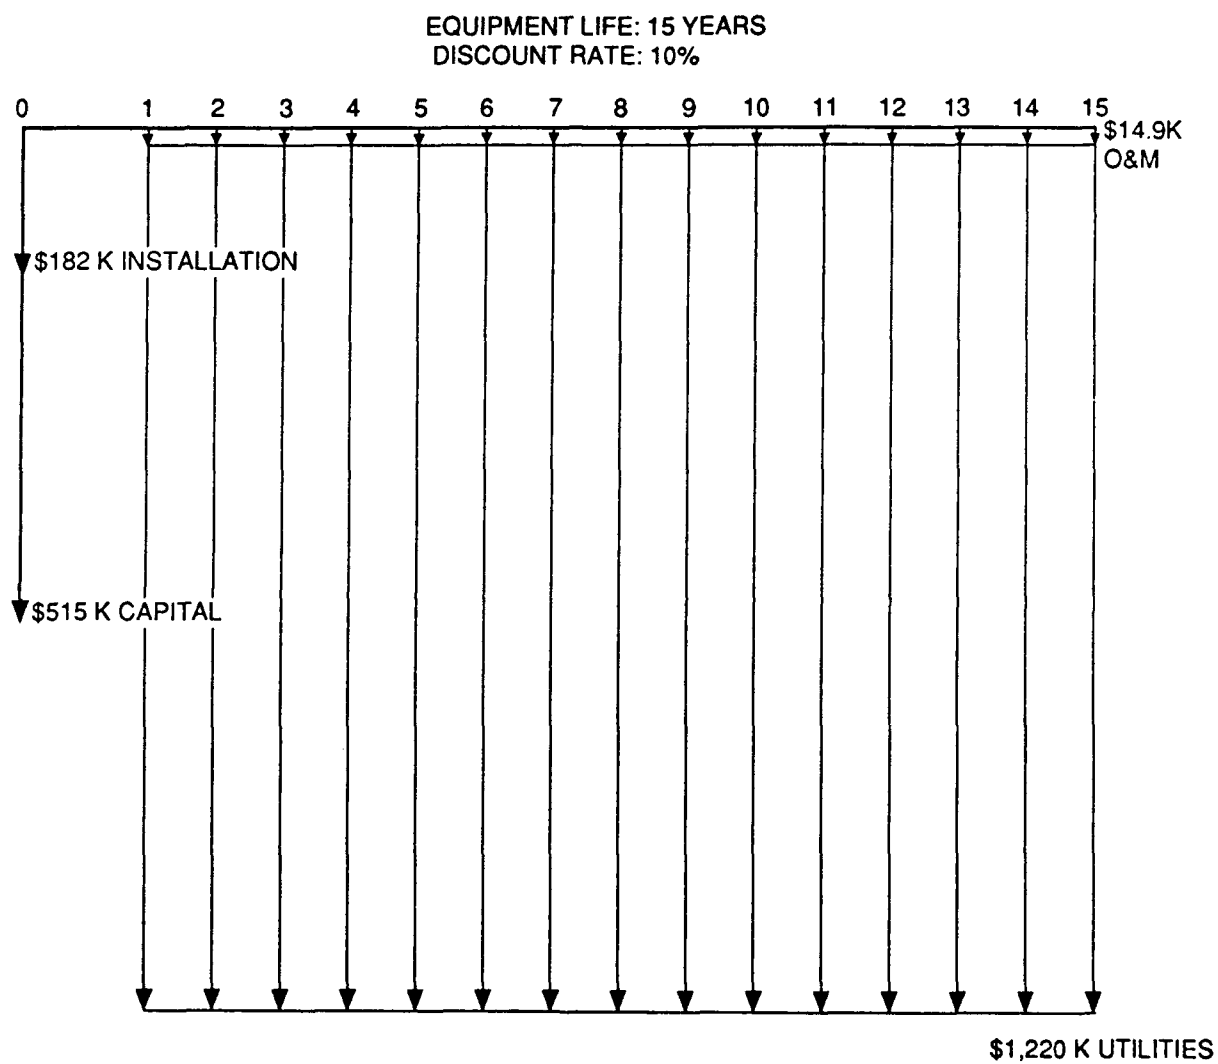 EQUIPMENT LIFE: 15 YEARS
DISCOUNT RATE: 10%
0 1 2 3 4 5 6 7 8 9 10 11 12 13 14 15
$14.9K
O&M
$182 K INSTALLATION
$515 K CAPITAL
$1,220 K UTILITIES